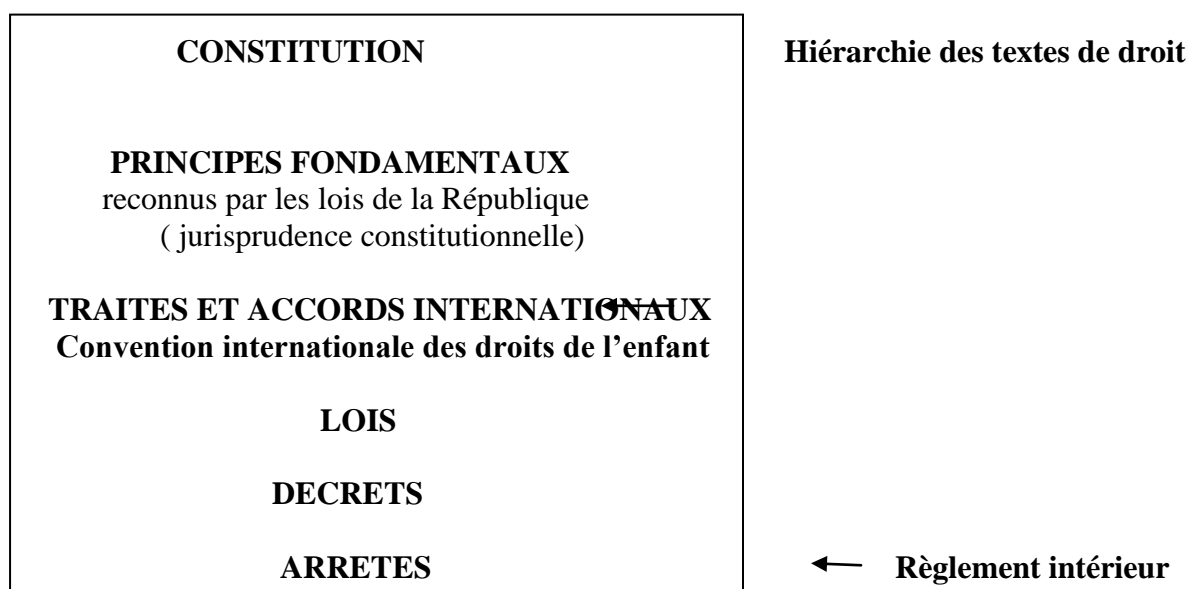 CONSTITUTION
Hiérarchie des textes de droit
PRINCIPES FONDAMENTAUX
reconnus par les lois de la République
( jurisprudence constitutionnelle)
TRAITES ET ACCORDS INTERNATIONAUX
Convention internationale des droits de l’enfant
LOIS
DECRETS
ARRETES
Règlement intérieur